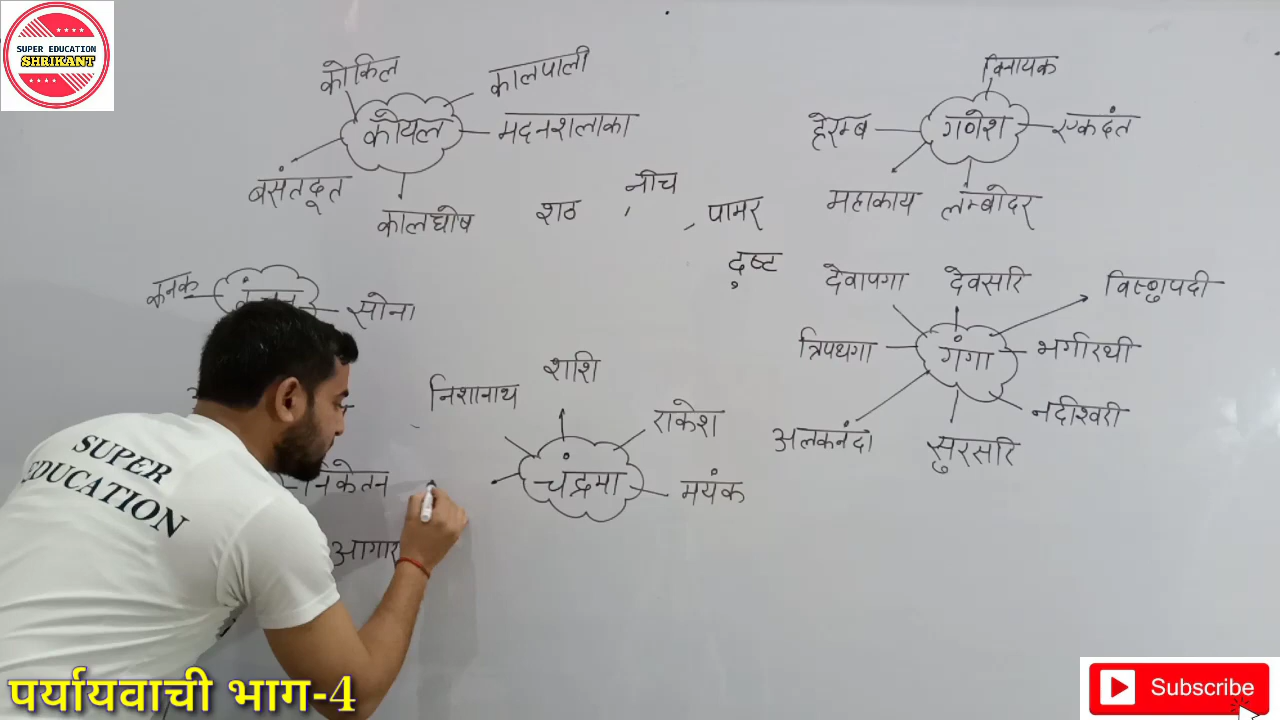 SUPER EDUCATION
SHRIKANT
कोकिल
कालपाली
कोयल
मदनशलाका
बसंतदूत
कालघोष
विनायक
हेरम्ब
गणेश
एकदंत
महाकाय
लम्बोदर
शठ
नीच
,
, पामर
दुष्ट
कनक
सोना
देवापगा
देवसरि
विष्णुपदी
त्रिपथगा
गंगा
भगीरथी
नदीश्वरी
अलकनंदा
सुरसरि
निशानाथ
शशि
राकेश
चंद्रमा
मयंक
निकेतन
आगार
SUPER
EDUCATION
पर्यायवाची भाग-4
Subscribe